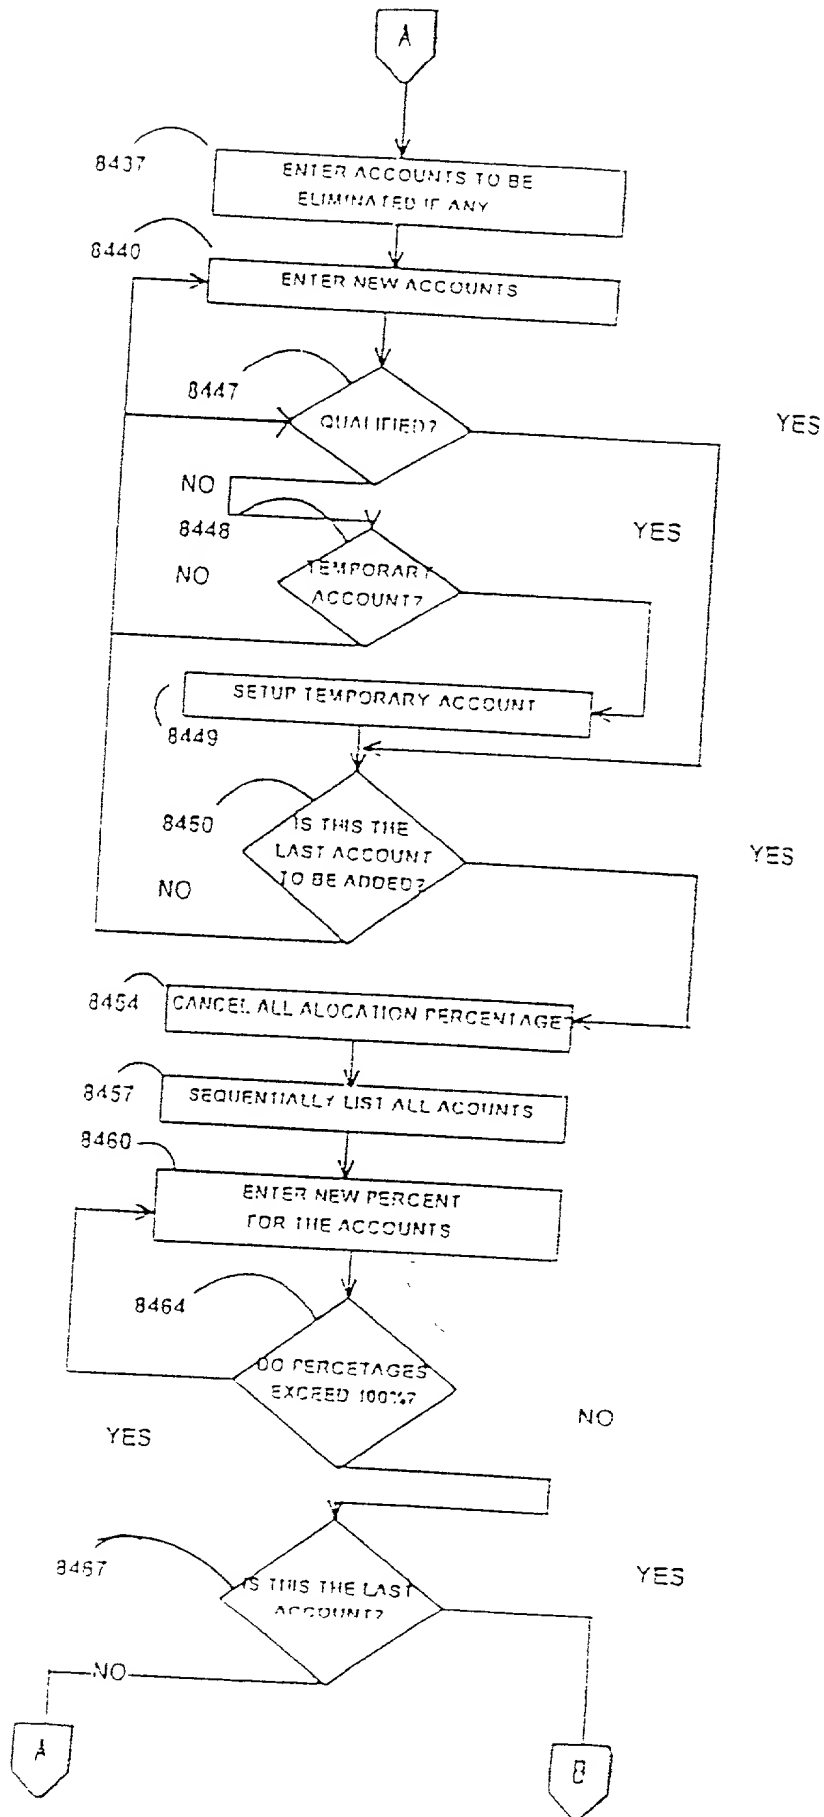 A
8437
ENTER ACCOUNTS TO BE
ELIMINATED IF ANY
8440
ENTER NEW ACCOUNTS
8447
QUALIFIED?
YES
NO
8448
YES
NO
TEMPORARY
ACCOUNT?
SETUP TEMPORARY ACCOUNT
8449
8450
IS THIS THE
LAST ACCOUNT
TO BE ADDED?
YES
NO
8454
CANCEL ALL ALOCATION PERCENTAGE
8457
SEQUENTIALLY LIST ALL ACOUNTS
8460
ENTER NEW PERCENT
FOR THE ACCOUNTS
8464
DO PERCETAGES
EXCEED 100%?
YES
NO
8467
IS THIS THE LAST
ACCOUNT?
YES
NO
A
B